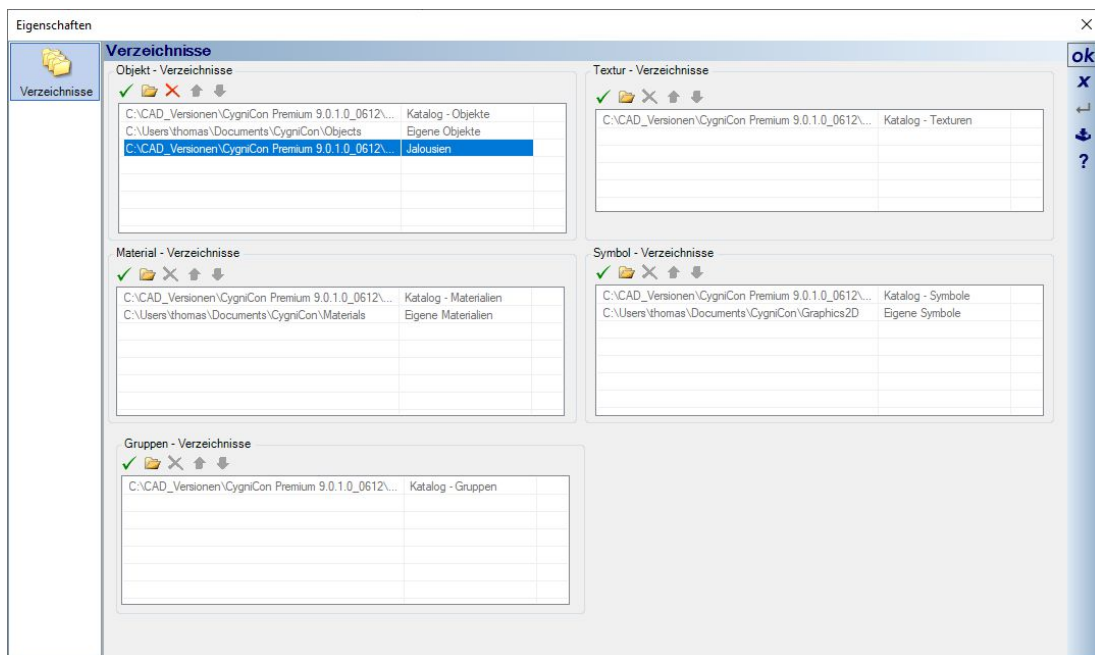 Eigenschaften
Verzeichnisse
Verzeichnisse
Objekt - Verzeichnisse
C:\CAD_Versionen\CygniCon Premium 9.0.1.0_0612\... Katalog - Objekte
C:\Users\thomas\Documents\CygniCon\Objects Eigene Objekte
C:\CAD_Versionen\CygniCon Premium 9.0.1.0_0612\... Jalousien
Textur - Verzeichnisse
C:\CAD_Versionen\CygniCon Premium 9.0.1.0_0612\... Katalog - Texturen
Material - Verzeichnisse
C:\CAD_Versionen\CygniCon Premium 9.0.1.0_0612\... Katalog - Materialien
C:\Users\thomas\Documents\CygniCon\Materials Eigene Materialien
Symbol - Verzeichnisse
C:\CAD_Versionen\CygniCon Premium 9.0.1.0_0612\... Katalog - Symbole
C:\Users\thomas\Documents\CygniCon\Graphics2D Eigene Symbole
Gruppen - Verzeichnisse
C:\CAD_Versionen\CygniCon Premium 9.0.1.0_0612\... Katalog - Gruppen
ok
x
?